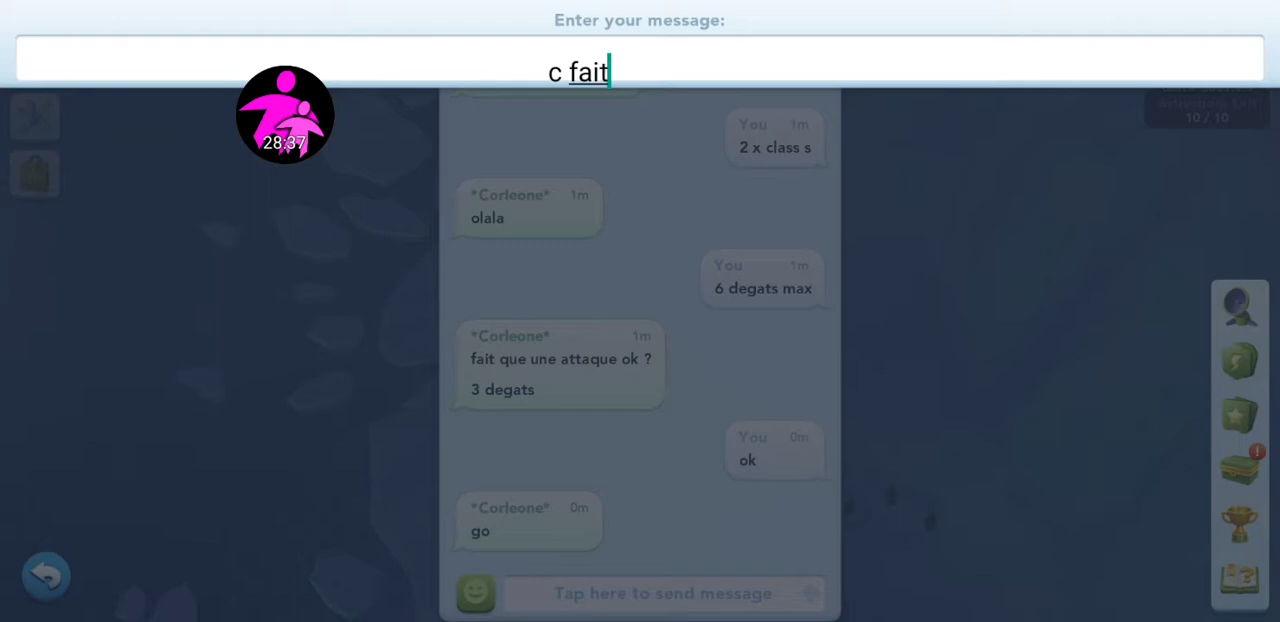 Enter your message:
c fait
28:37
Activations Left
10 / 10
You 1m
2 x class s
*Corleone* 1m
olala
You 1m
6 degats max
*Corleone* 1m
fait que une attaque ok ?
3 degats
You 0m
ok
*Corleone* 0m
go
Tap here to send message